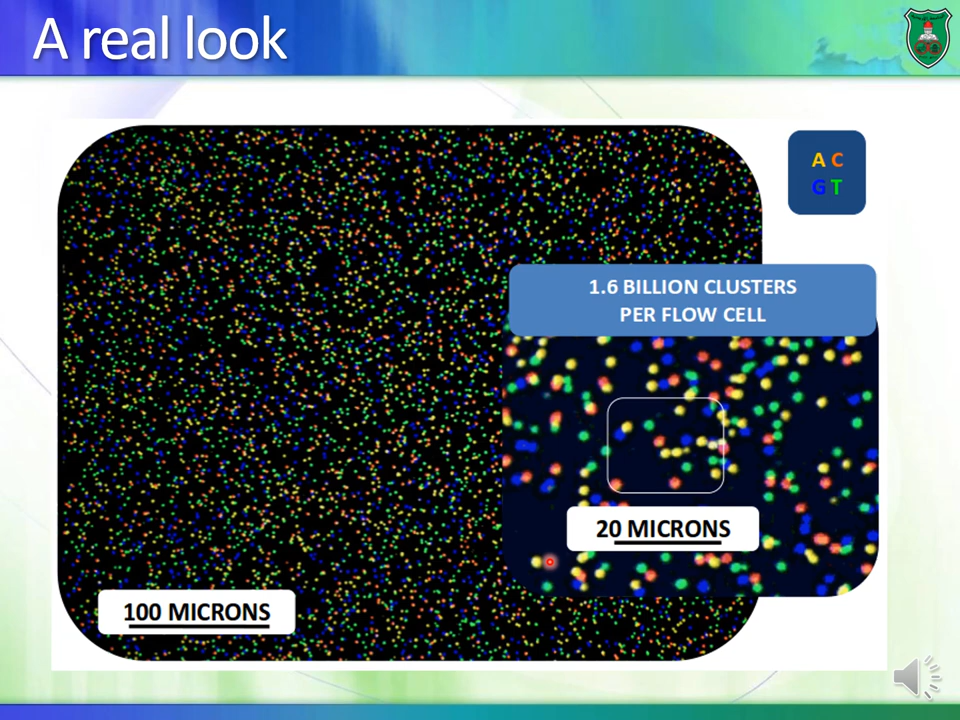 A real look
A C
G T
1.6 BILLION CLUSTERS
PER FLOW CELL
20 MICRONS
100 MICRONS